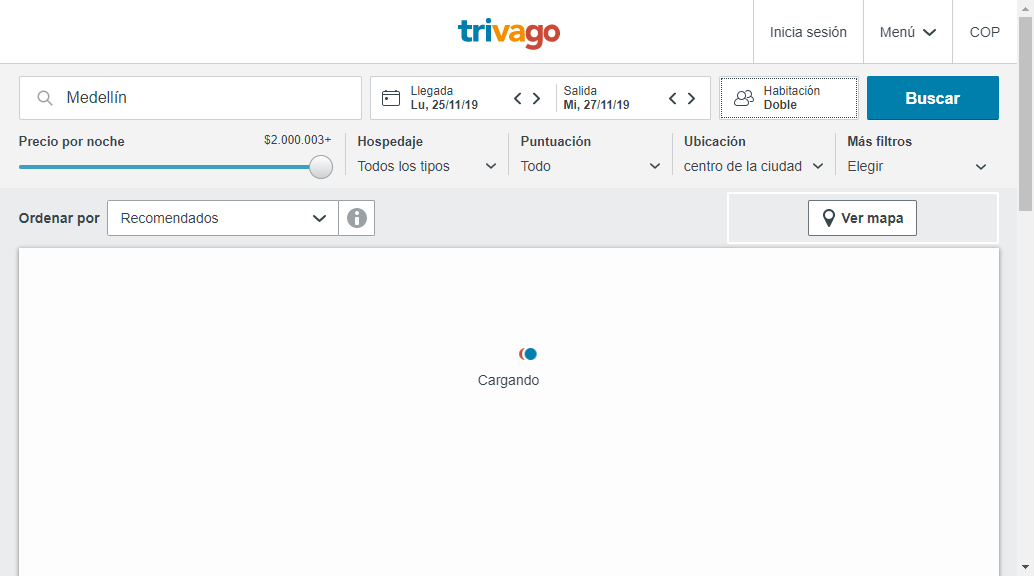 trivago
Inicia sesión
Menú
COP
Medellín
Llegada
Lu, 25/11/19
Salida
Mi, 27/11/19
Habitación
Doble
Buscar
Precio por noche
$2.000.003+
Hospedaje
Todos los tipos
Puntuación
Todo
Ubicación
centro de la ciudad
Más filtros
Elegir
Ordenar por
Recomendados
Ver mapa
Cargando